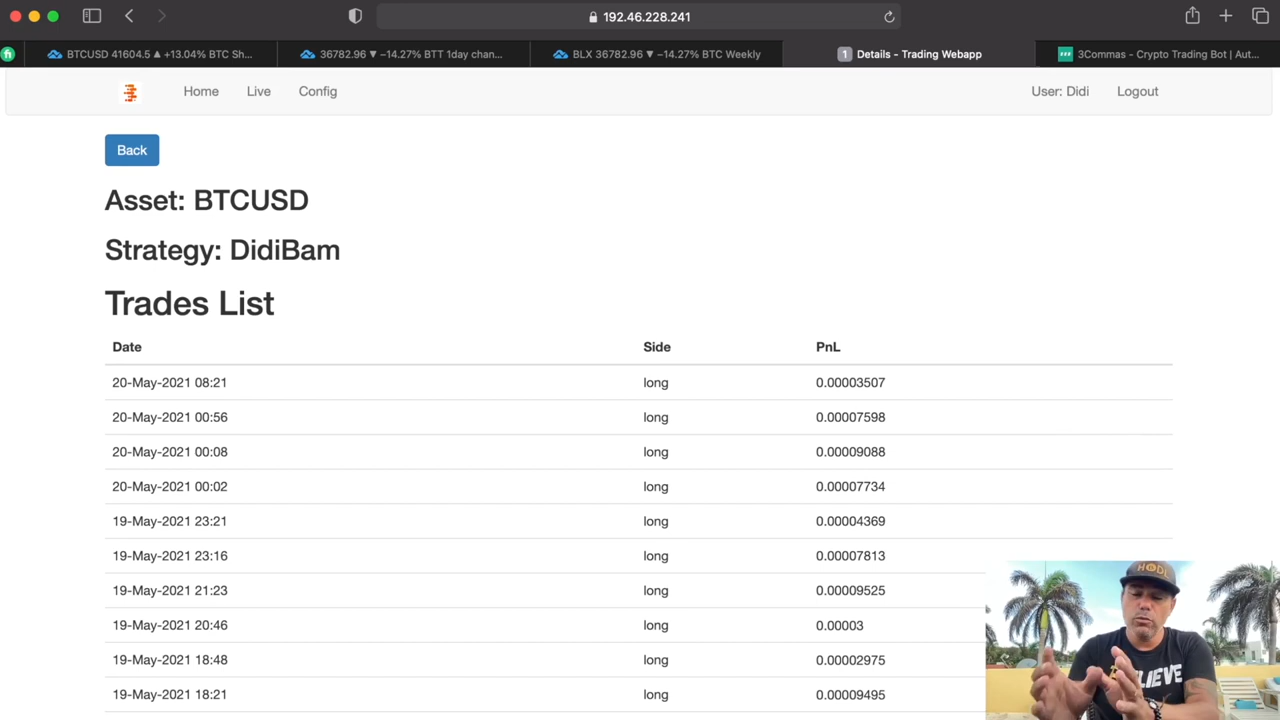 192.46.228.241
BTCUSD 41604.5 ▲ +13.04% BTC Sh...
36782.96 ▼ −14.27% BTT 1day chan...
BLX 36782.96 ▼ −14.27% BTC Weekly
1 Details - Trading Webapp
3Commas - Crypto Trading Bot | Aut...
Home Live Config User: Didi Logout
Back
Asset: BTCUSD
Strategy: DidiBam
Trades List
Date Side PnL
20-May-2021 08:21 long 0.00003507
20-May-2021 00:56 long 0.00007598
20-May-2021 00:08 long 0.00009088
20-May-2021 00:02 long 0.00007734
19-May-2021 23:21 long 0.00004369
19-May-2021 23:16 long 0.00007813
19-May-2021 21:23 long 0.00009525
19-May-2021 20:46 long 0.00003
19-May-2021 18:48 long 0.00002975
19-May-2021 18:21 long 0.00009495